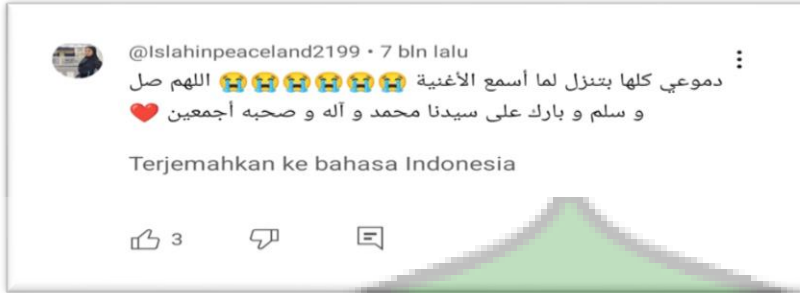 @Islahinpeaceland2199 • 7 bln lalu
دموعي كلها بتنزل لما أسمع الأغنية 😭😭😭😭😭😭 اللهم صل
و سلم و بارك على سيدنا محمد و آله و صحبه أجمعين ❤️
Terjemahkan ke bahasa Indonesia
3